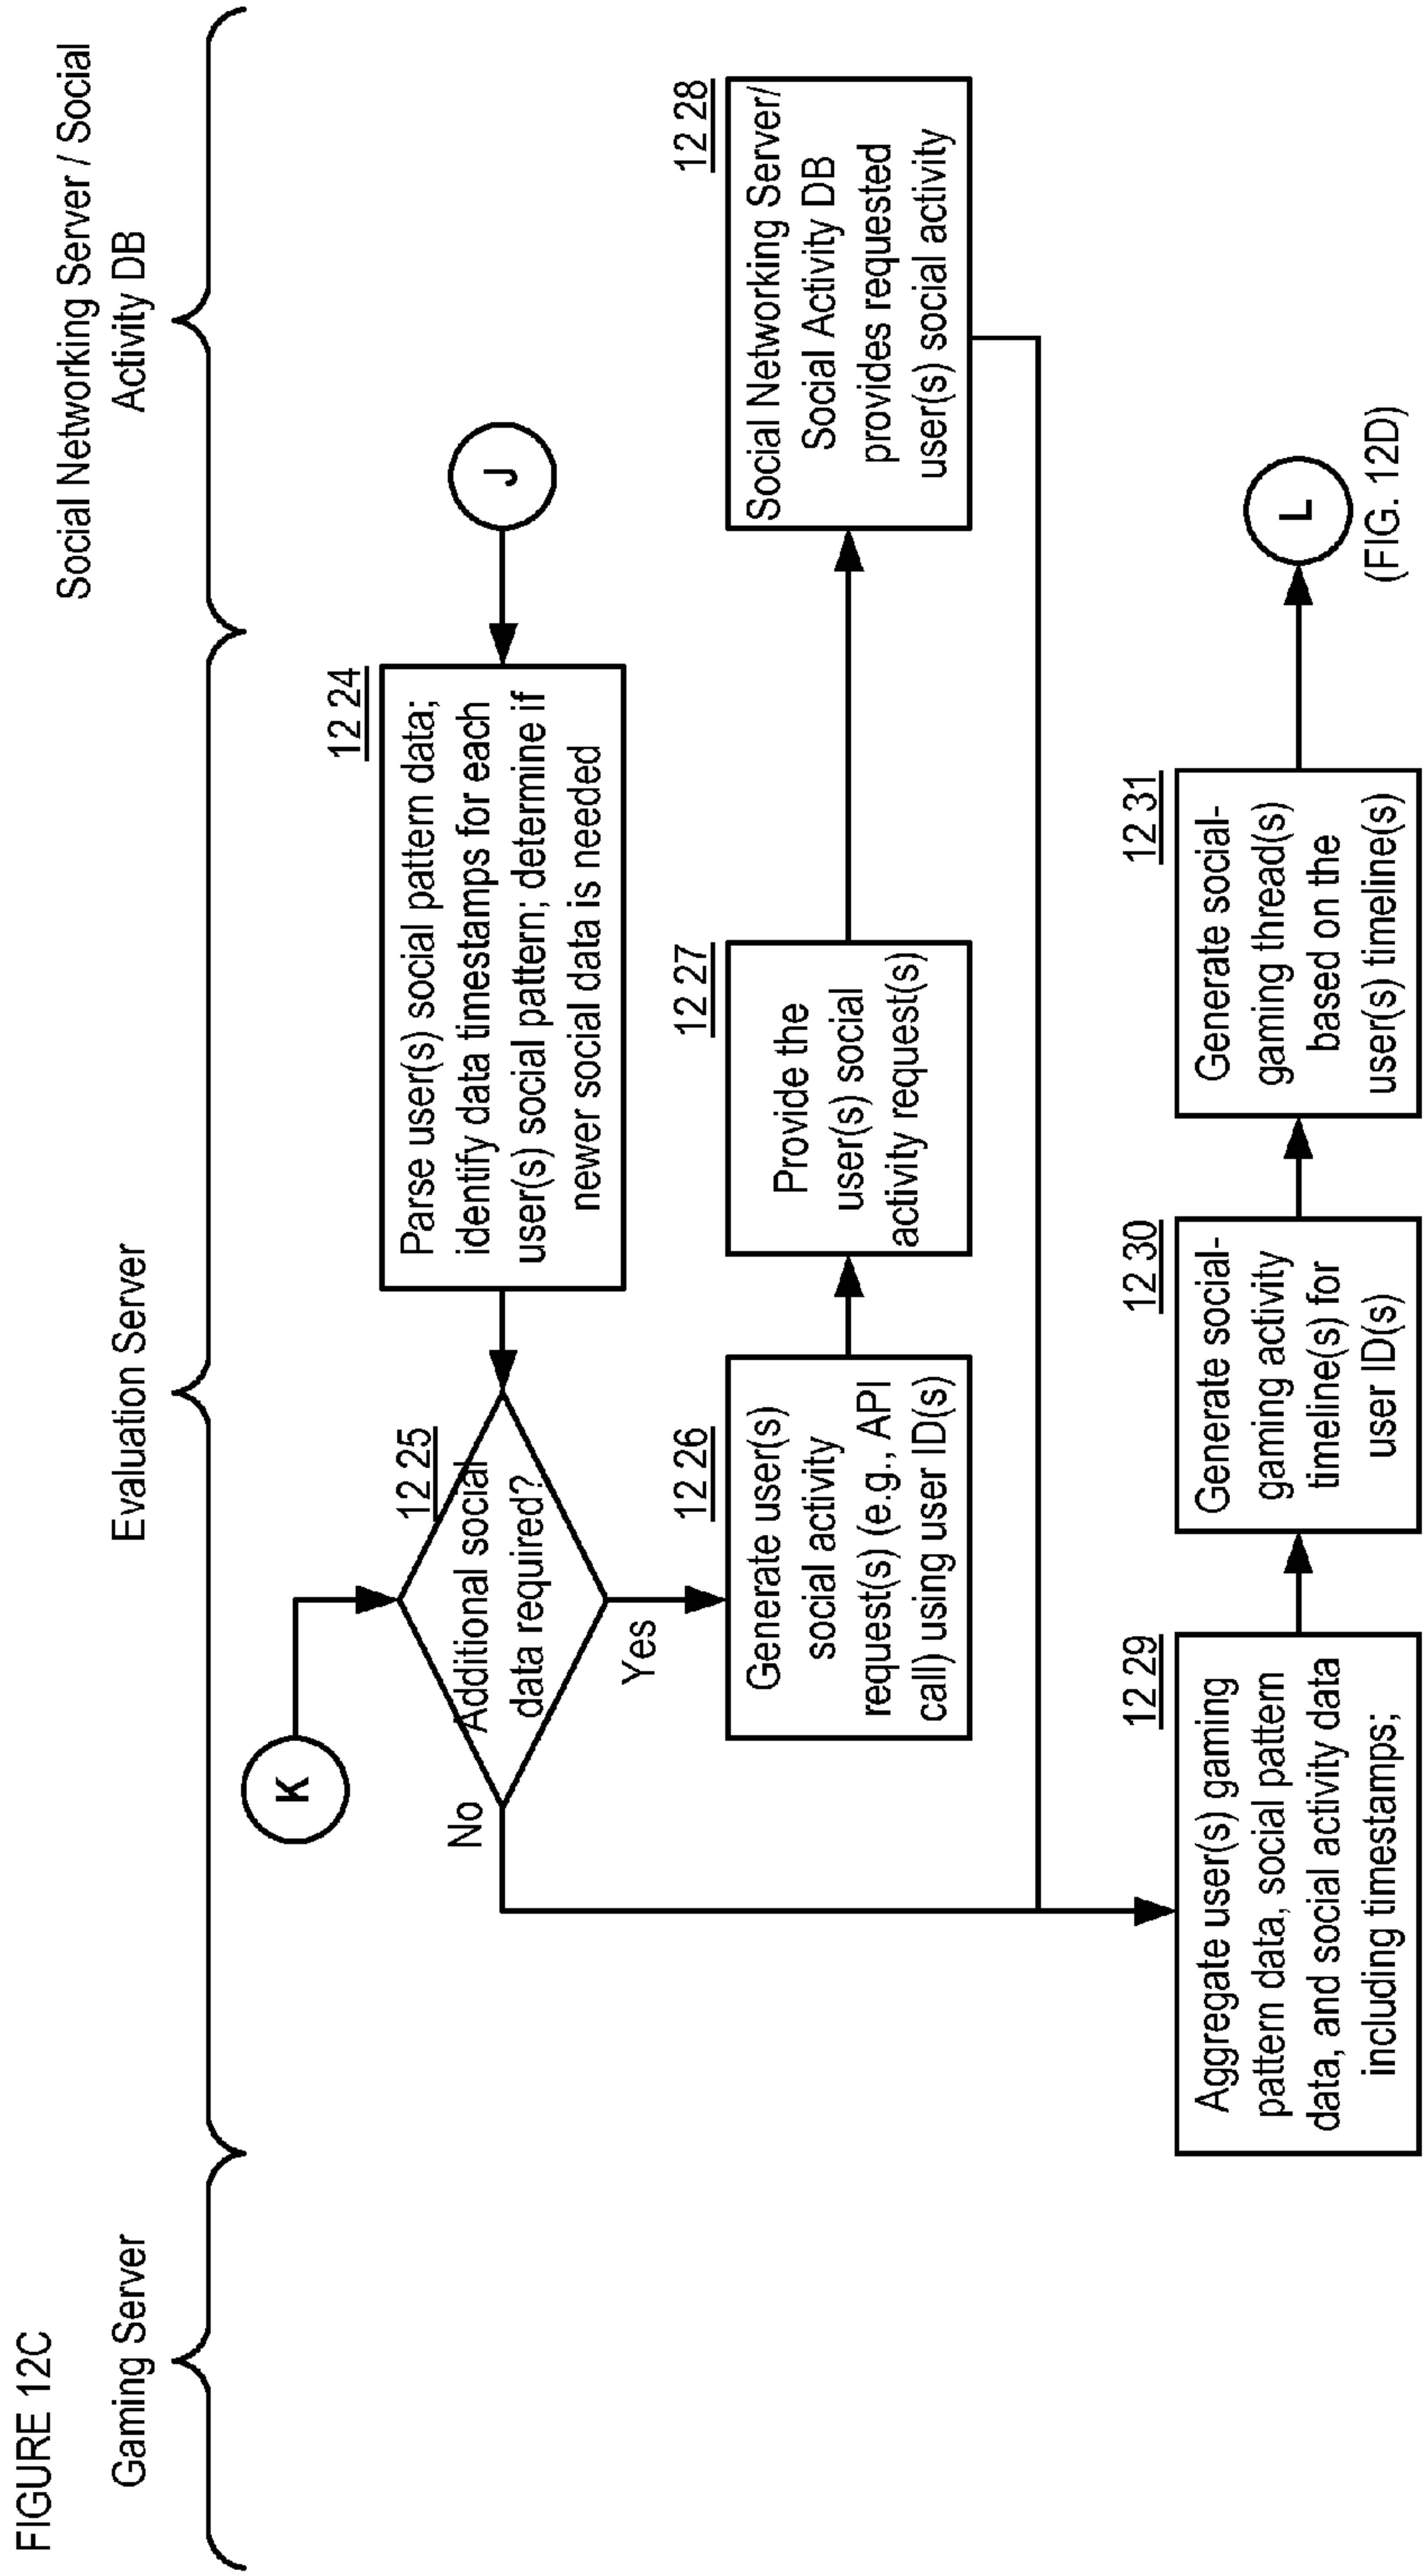 FIGURE 12C
Gaming Server
Evaluation Server
Social Networking Server / Social
Activity DB
K
J
12 24
Parse user(s) social pattern data;
identify data timestamps for each
user(s) social pattern; determine if
newer social data is needed
12 25
Additional social
data required?
No
Yes
12 26
Generate user(s)
social activity
request(s) (e.g., API
call) using user ID(s)
12 27
Provide the
user(s) social
activity request(s)
12 28
Social Networking Server/
Social Activity DB
provides requested
user(s) social activity
12 29
Aggregate user(s) gaming
pattern data, social pattern
data, and social activity data
including timestamps;
12 30
Generate social-
gaming activity
timeline(s) for
user ID(s)
12 31
Generate social-
gaming thread(s)
based on the
user(s) timeline(s)
L
(FIG. 12D)